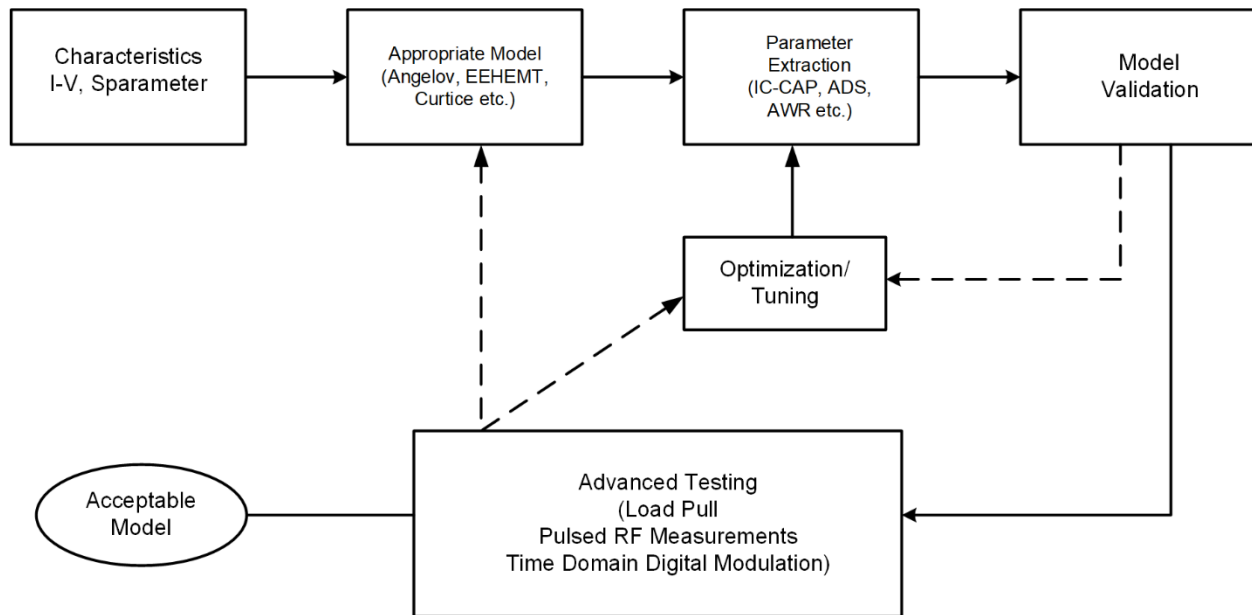 Characteristics
I-V, Sparameter
Appropriate Model
(Angelov, EEHEMT,
Curtice etc.)
Parameter
Extraction
(IC-CAP, ADS,
AWR etc.)
Model
Validation
Optimization/
Tuning
Acceptable
Model
Advanced Testing
(Load Pull
Pulsed RF Measurements
Time Domain Digital Modulation)